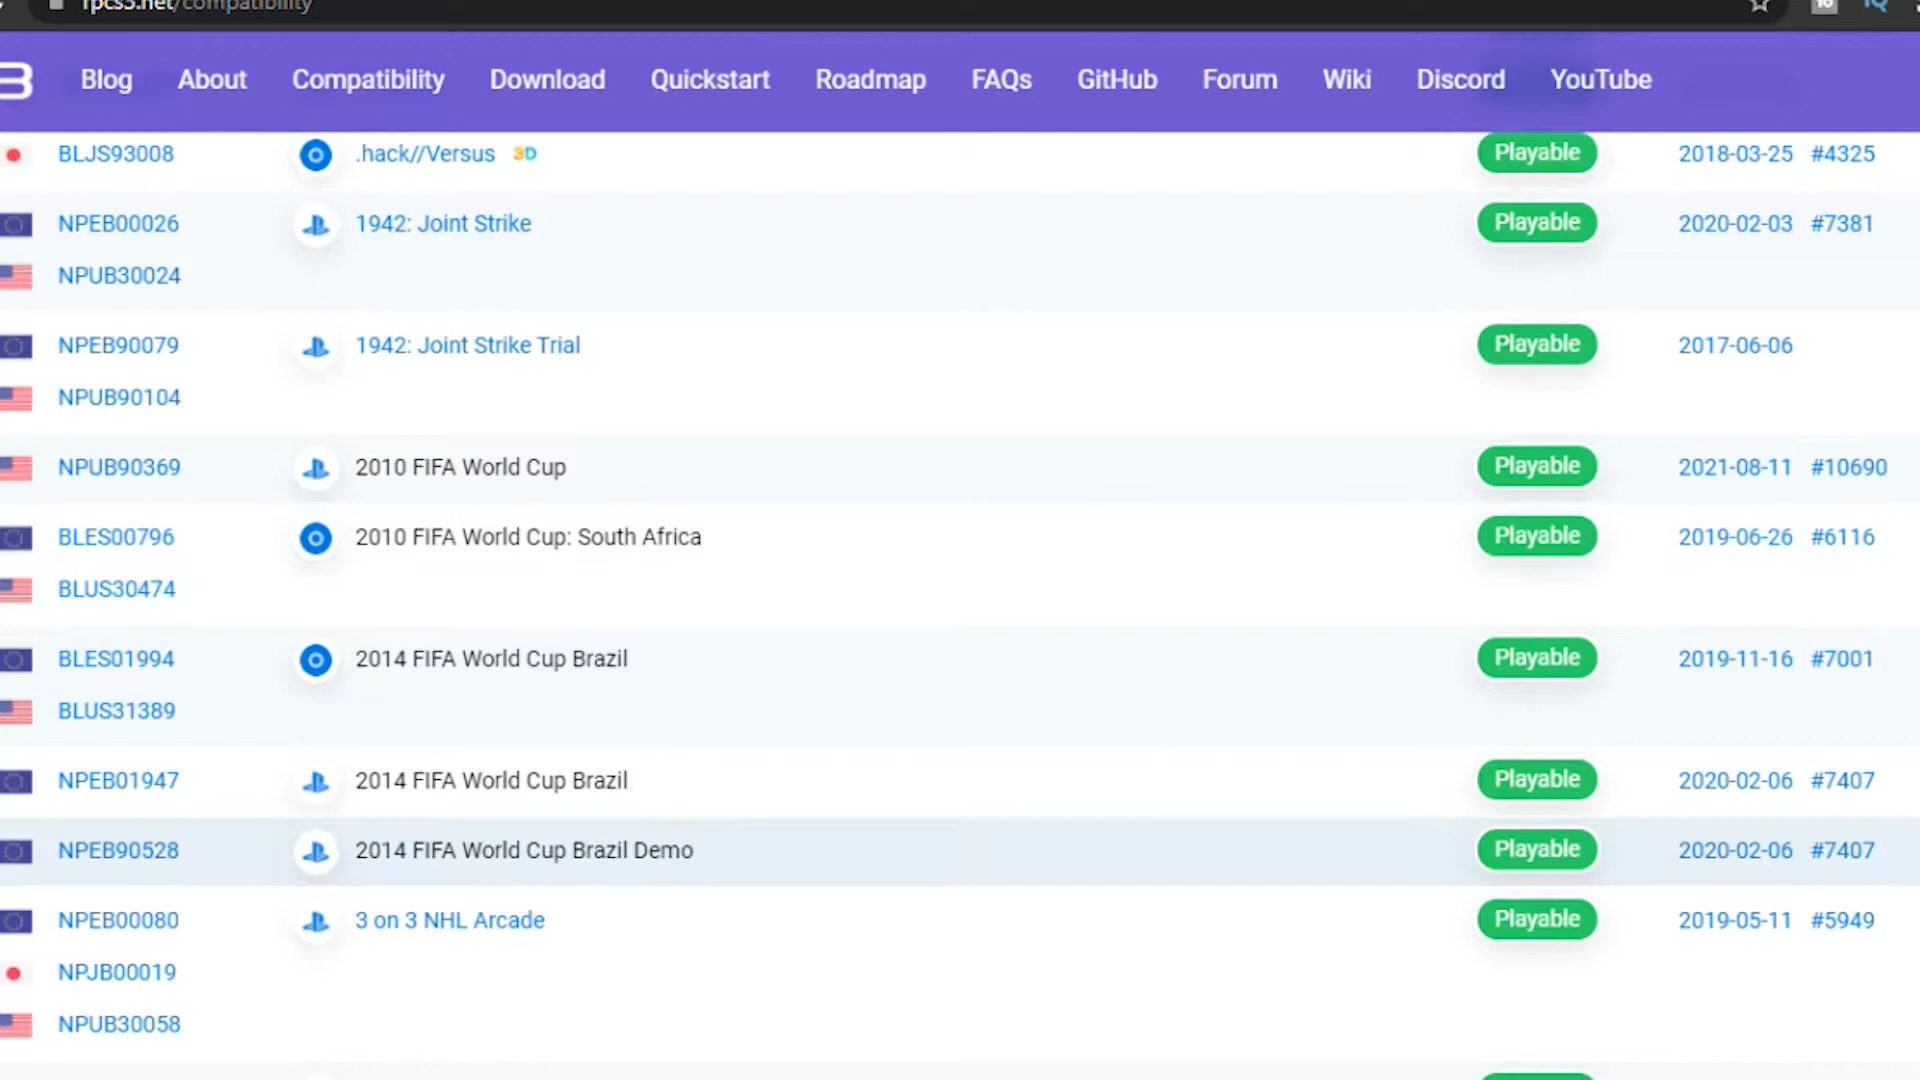 rpcs3.net/compatibility
Blog About Compatibility Download Quickstart Roadmap FAQs GitHub Forum Wiki Discord YouTube
BLJS93008 .hack//Versus 3D Playable 2018-03-25 #4325
NPEB00026 1942: Joint Strike Playable 2020-02-03 #7381
NPUB30024
NPEB90079 1942: Joint Strike Trial Playable 2017-06-06
NPUB90104
NPUB90369 2010 FIFA World Cup Playable 2021-08-11 #10690
BLES00796 2010 FIFA World Cup: South Africa Playable 2019-06-26 #6116
BLUS30474
BLES01994 2014 FIFA World Cup Brazil Playable 2019-11-16 #7001
BLUS31389
NPEB01947 2014 FIFA World Cup Brazil Playable 2020-02-06 #7407
NPEB90528 2014 FIFA World Cup Brazil Demo Playable 2020-02-06 #7407
NPEB00080 3 on 3 NHL Arcade Playable 2019-05-11 #5949
NPJB00019
NPUB30058